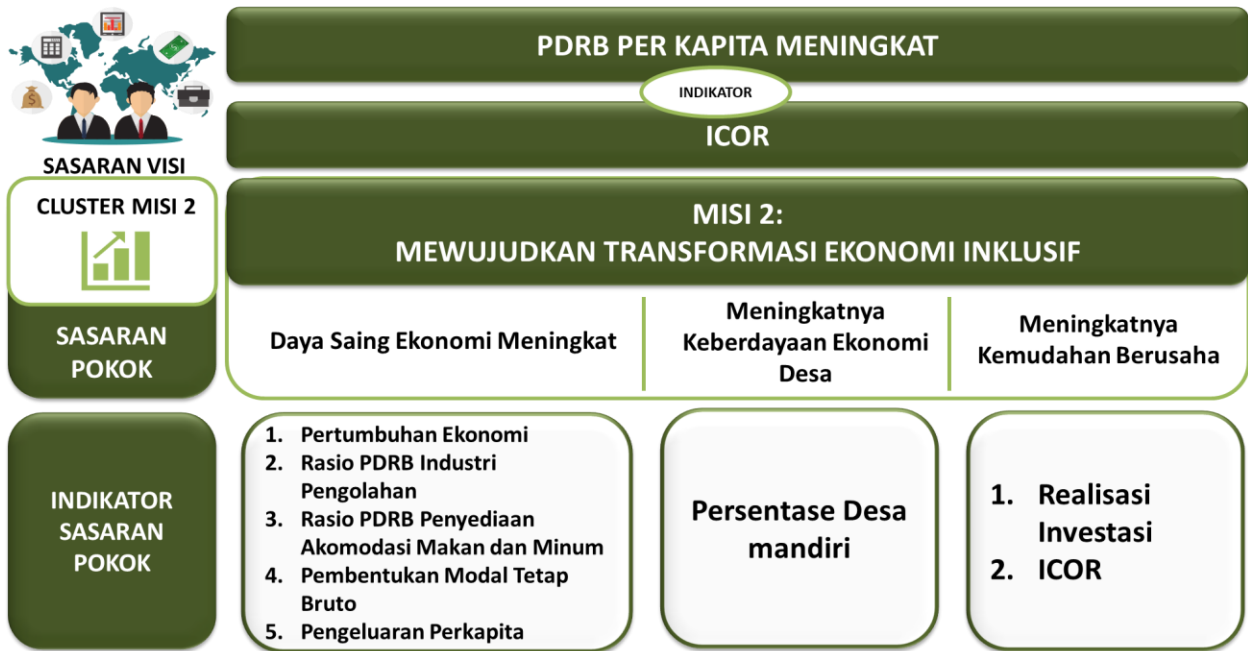 PDRB PER KAPITA MENINGKAT
INDIKATOR
ICOR
SASARAN VISI
CLUSTER MISI 2
MISI 2:
MEWUJUDKAN TRANSFORMASI EKONOMI INKLUSIF
SASARAN
POKOK
Daya Saing Ekonomi Meningkat
Meningkatnya
Keberdayaan Ekonomi
Desa
Meningkatnya
Kemudahan Berusaha
INDIKATOR
SASARAN
POKOK
1. Pertumbuhan Ekonomi
2. Rasio PDRB Industri
Pengolahan
3. Rasio PDRB Penyediaan
Akomodasi Makan dan Minum
4. Pembentukan Modal Tetap
Bruto
5. Pengeluaran Perkapita
Persentase Desa
mandiri
1. Realisasi
Investasi
2. ICOR